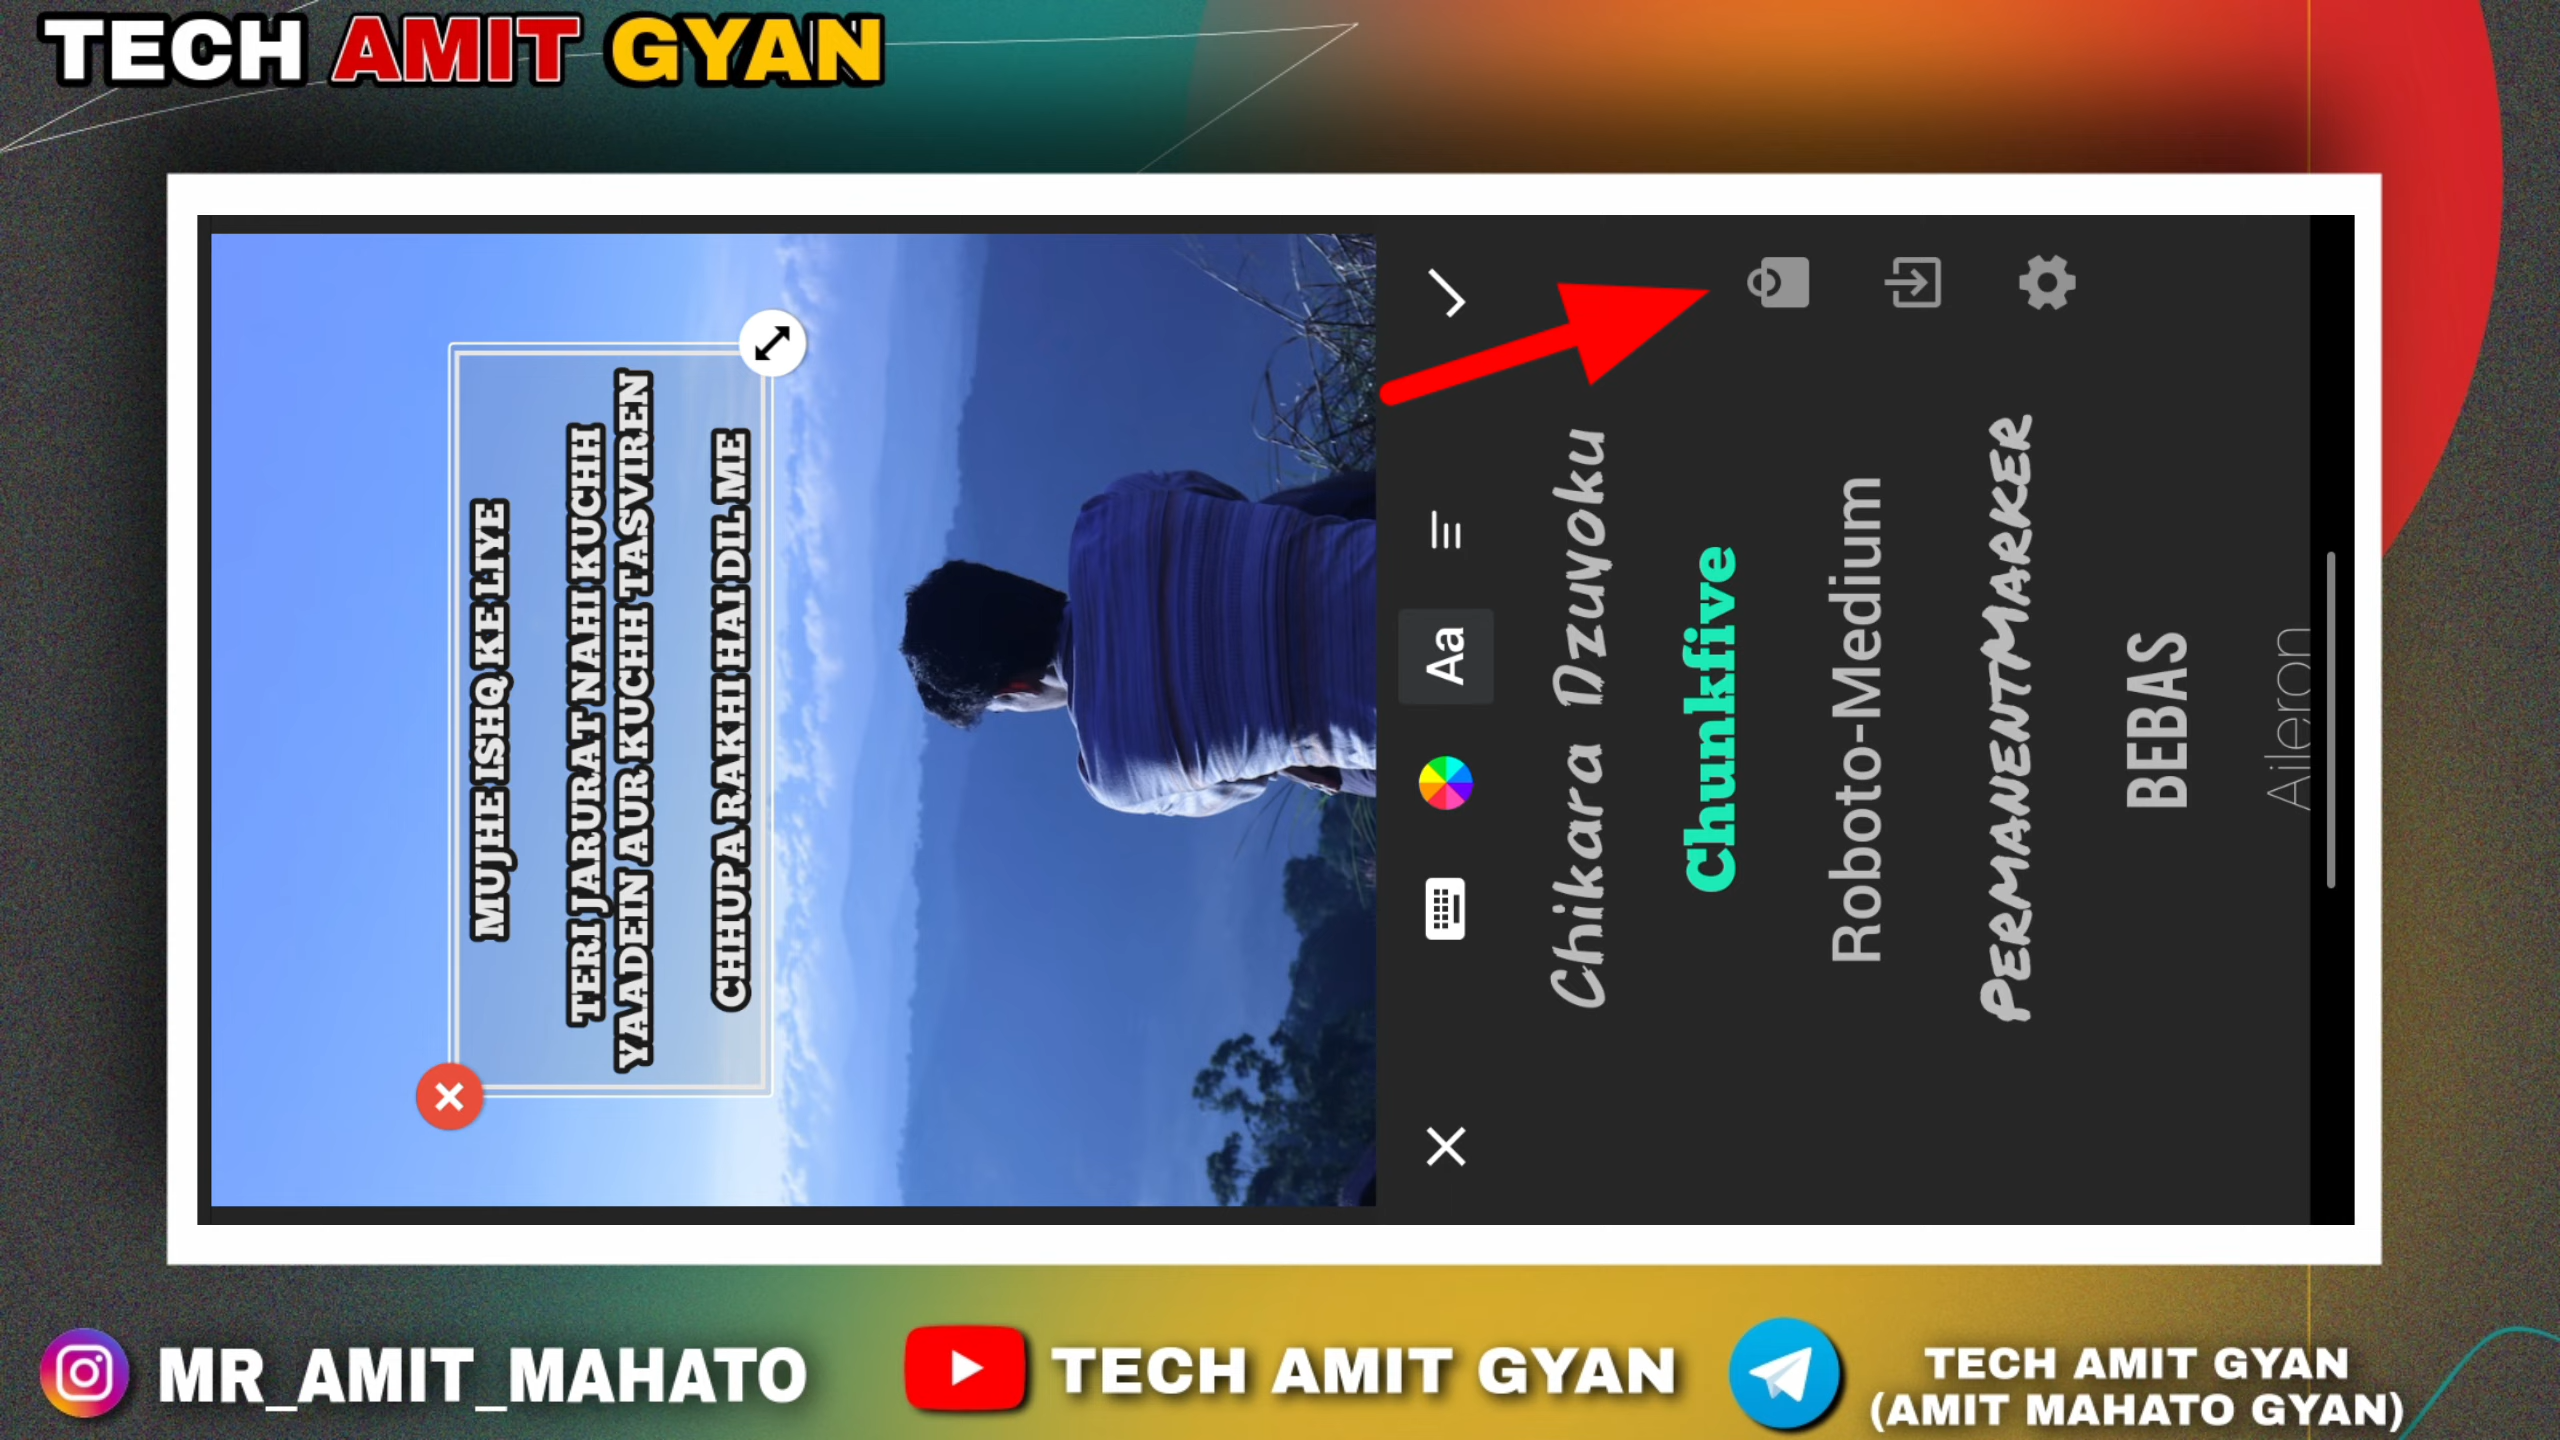 TECH AMIT GYAN
MUJHE ISHQ KE LIYE
TERI JARURAT NAHI KUCHH
YAADEIN AUR KUCHH TASVIREN
CHHUPA RAKHI HAI DIL ME
Aa
Chikara Dzuyoku
Chunkfive
Roboto-Medium
PERMANENTMARKER
BEBAS
Aileron
MR_AMIT_MAHATO
TECH AMIT GYAN
TECH AMIT GYAN
(AMIT MAHATO GYAN)